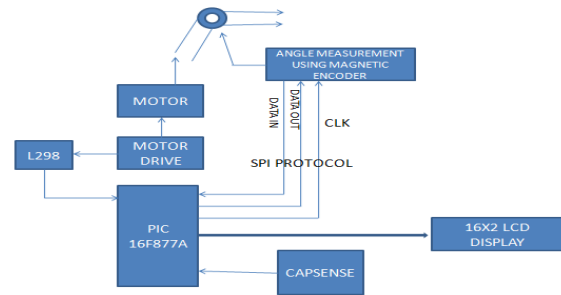 ANGLE MEASUREMENT
USING MAGNETIC
ENCODER
MOTOR
DATA IN
DATA OUT
CLK
L298
MOTOR
DRIVE
SPI PROTOCOL
PIC
16F877A
16X2 LCD
DISPLAY
CAPSENSE